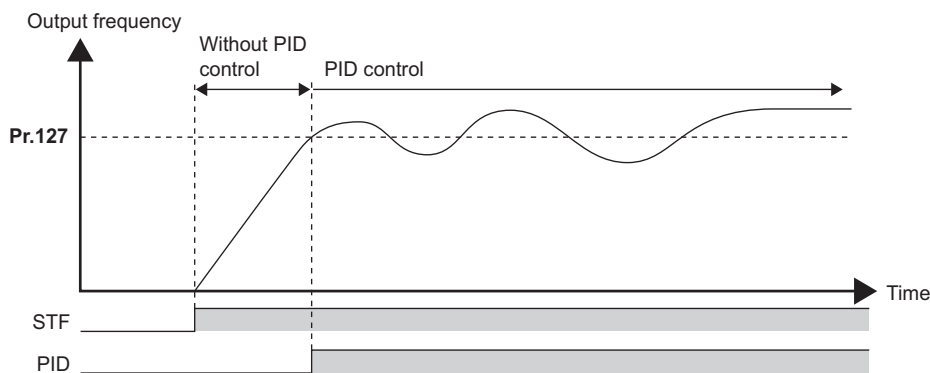 Output frequency
Without PID
control
PID control
Pr.127
Time
STF
PID